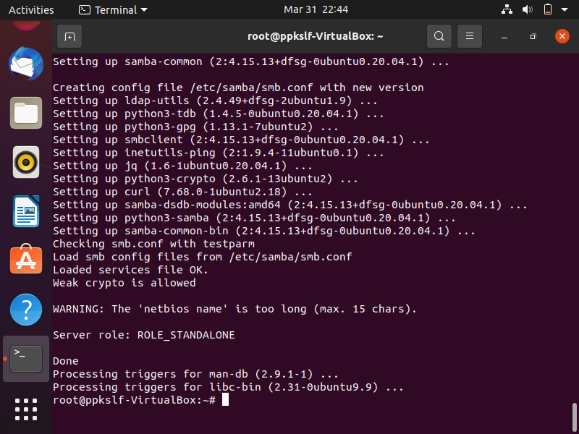 Activities
Terminal
Mar 31 22:44
root@ppkslf-VirtualBox: ~
Setting up samba-common (2:4.15.13+dfsg-0ubuntu0.20.04.1) ...
Creating config file /etc/samba/smb.conf with new version
Setting up ldap-utils (2.4.49+dfsg-2ubuntu1.9) ...
Setting up python3-tdb (1.4.5-0ubuntu0.20.04.1) ...
Setting up python3-gpg (1.13.1-7ubuntu2) ...
Setting up smbclient (2:4.15.13+dfsg-0ubuntu0.20.04.1) ...
Setting up inetutils-ping (2:1.9.4-11ubuntu0.1) ...
Setting up jq (1.6-1ubuntu0.20.04.1) ...
Setting up python3-crypto (2.6.1-13ubuntu2) ...
Setting up curl (7.68.0-1ubuntu2.18) ...
Setting up samba-dsdb-modules:amd64 (2:4.15.13+dfsg-0ubuntu0.20.04.1) ...
Setting up python3-samba (2:4.15.13+dfsg-0ubuntu0.20.04.1) ...
Setting up samba-common-bin (2:4.15.13+dfsg-0ubuntu0.20.04.1) ...
Checking smb.conf with testparm
Load smb config files from /etc/samba/smb.conf
Loaded services file OK.
Weak crypto is allowed
WARNING: The 'netbios name' is too long (max. 15 chars).
Server role: ROLE_STANDALONE
Done
Processing triggers for man-db (2.9.1-1) ...
Processing triggers for libc-bin (2.31-0ubuntu9.9) ...
root@ppkslf-VirtualBox:~#